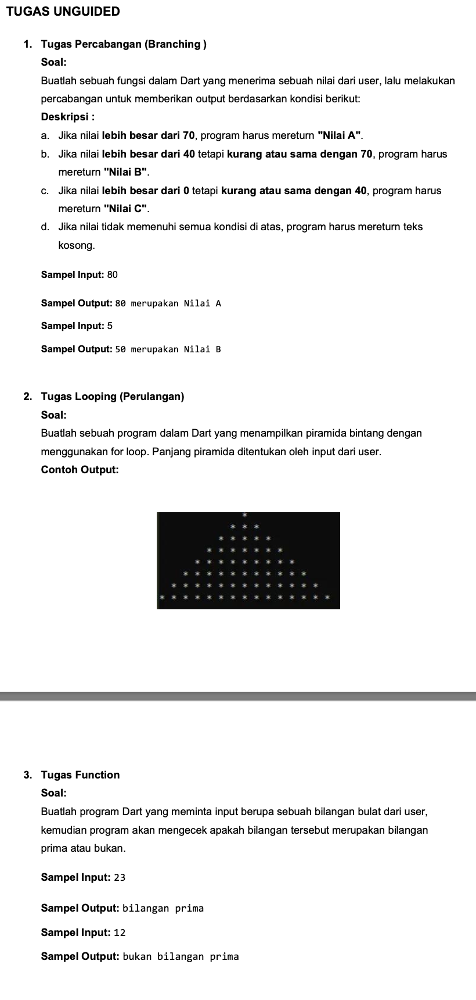 TUGAS UNGUIDED
1. Tugas Percabangan (Branching )
Soal:
Buatlah sebuah fungsi dalam Dart yang menerima sebuah nilai dari user, lalu melakukan
percabangan untuk memberikan output berdasarkan kondisi berikut:
Deskripsi :
a. Jika nilai lebih besar dari 70, program harus mereturn "Nilai A".
b. Jika nilai lebih besar dari 40 tetapi kurang atau sama dengan 70, program harus
mereturn "Nilai B".
c. Jika nilai lebih besar dari 0 tetapi kurang atau sama dengan 40, program harus
mereturn "Nilai C".
d. Jika nilai tidak memenuhi semua kondisi di atas, program harus mereturn teks
kosong.
Sampel Input: 80
Sampel Output: 80 merupakan Nilai A
Sampel Input: 5
Sampel Output: 50 merupakan Nilai B
2. Tugas Looping (Perulangan)
Soal:
Buatlah sebuah program dalam Dart yang menampilkan piramida bintang dengan
menggunakan for loop. Panjang piramida ditentukan oleh input dari user.
Contoh Output:
*
* * *
* * * * *
* * * * * * *
* * * * * * * * *
* * * * * * * * * * *
* * * * * * * * * * * * *
* * * * * * * * * * * * * * *
3. Tugas Function
Soal:
Buatlah program Dart yang meminta input berupa sebuah bilangan bulat dari user,
kemudian program akan mengecek apakah bilangan tersebut merupakan bilangan
prima atau bukan.
Sampel Input: 23
Sampel Output: bilangan prima
Sampel Input: 12
Sampel Output: bukan bilangan prima